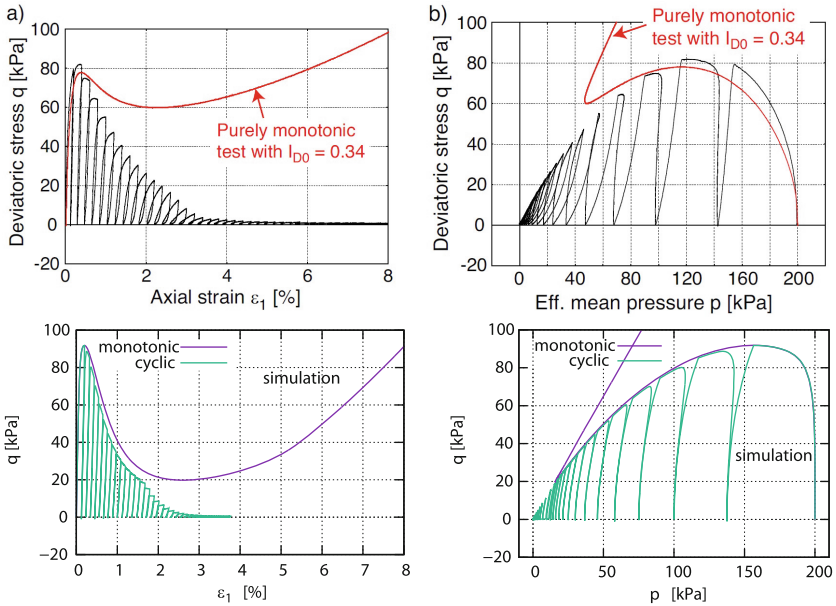 a)
Deviatoric stress q [kPa]
100
80
60
40
20
0
-20
Purely monotonic
test with I_D0 = 0.34
0 2 4 6 8
Axial strain ε₁ [%]
b)
Deviatoric stress q [kPa]
100
80
60
40
20
0
-20
Purely monotonic
test with I_D0 = 0.34
0 40 80 120 160 200
Eff. mean pressure p [kPa]
q [kPa]
100
80
60
40
20
0
−20
monotonic
cyclic
simulation
0 1 2 3 4 5 6 7 8
ε₁ [%]
q [kPa]
100
80
60
40
20
0
−20
monotonic
cyclic
simulation
0 50 100 150 200
p [kPa]